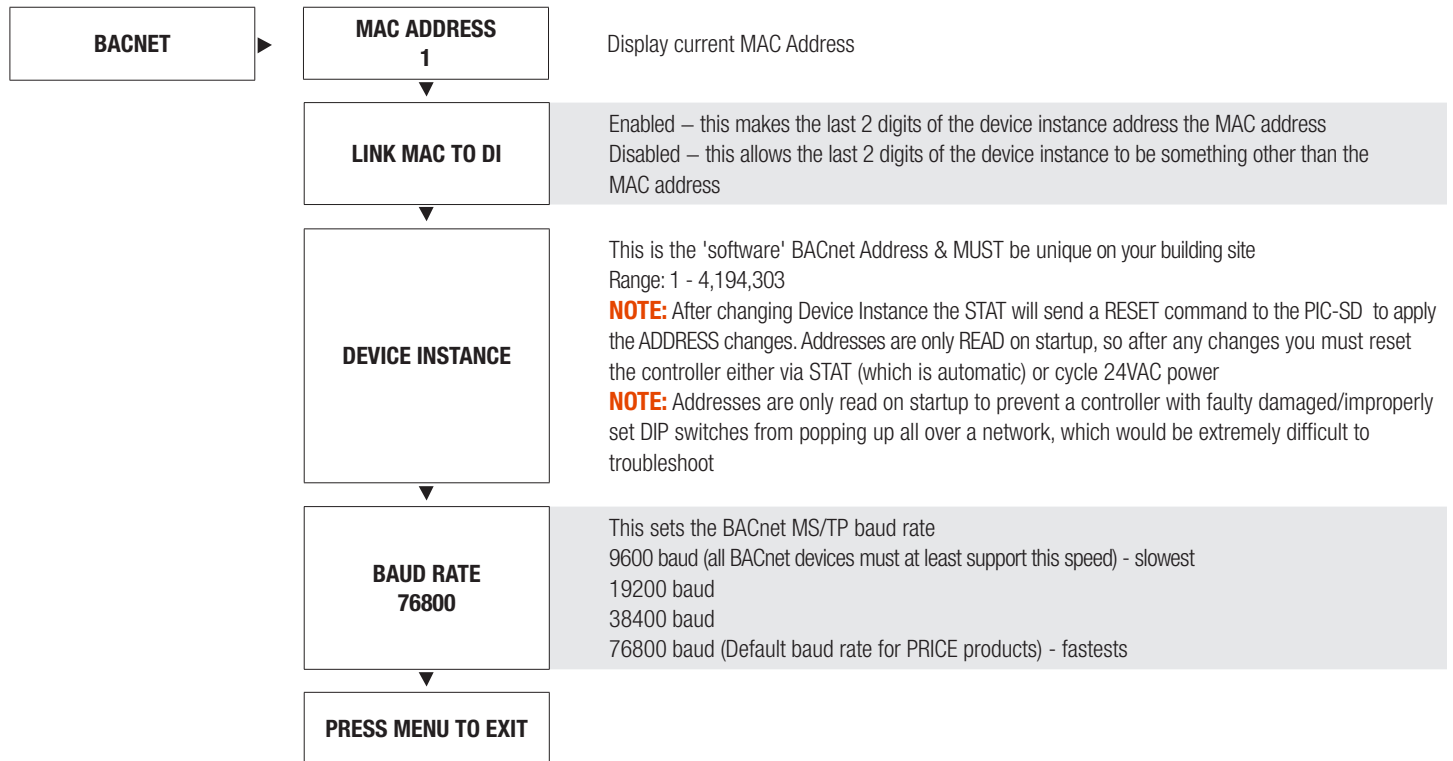 BACNET
MAC ADDRESS
1
Display current MAC Address
LINK MAC TO DI
Enabled – this makes the last 2 digits of the device instance address the MAC address
Disabled – this allows the last 2 digits of the device instance to be something other than the
MAC address
DEVICE INSTANCE
This is the 'software' BACnet Address & MUST be unique on your building site
Range: 1 - 4,194,303
NOTE: After changing Device Instance the STAT will send a RESET command to the PIC-SD to apply
the ADDRESS changes. Addresses are only READ on startup, so after any changes you must reset
the controller either via STAT (which is automatic) or cycle 24VAC power
NOTE: Addresses are only read on startup to prevent a controller with faulty damaged/improperly
set DIP switches from popping up all over a network, which would be extremely difficult to
troubleshoot
BAUD RATE
76800
This sets the BACnet MS/TP baud rate
9600 baud (all BACnet devices must at least support this speed) - slowest
19200 baud
38400 baud
76800 baud (Default baud rate for PRICE products) - fastests
PRESS MENU TO EXIT